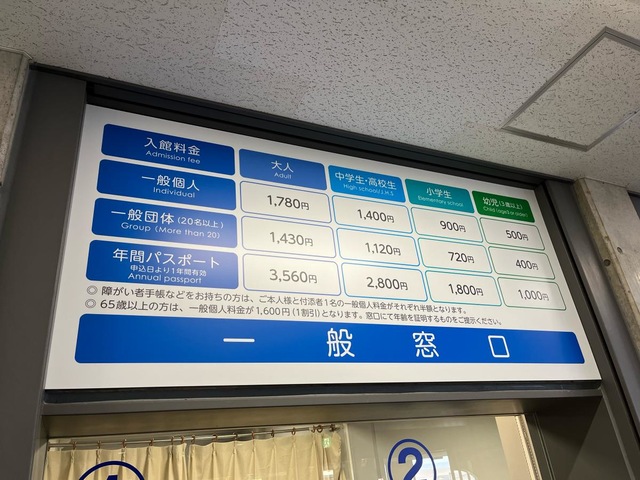 入館料金 大人 中学生・高校生 小学生 幼児(3歳以上)
Admission fee Adult High school/J.H.S Elementary school Child (age3 or older)
一般個人 1,780円 1,400円 900円 500円
Individual
一般団体(20名以上) 1,430円 1,120円 720円 400円
Group (More than 20)
年間パスポート 3,560円 2,800円 1,800円 1,000円
申込日より1年間有効
Annual passport
◎ 障がい者手帳などをお持ちの方は、ご本人様と付添者1名の一般個人料金がそれぞれ半額となります。
◎ 65歳以上の方は、一般個人料金が1,600円(1割引)となります。窓口にて年齢を証明するものをご提示ください。
一般窓口
1 2